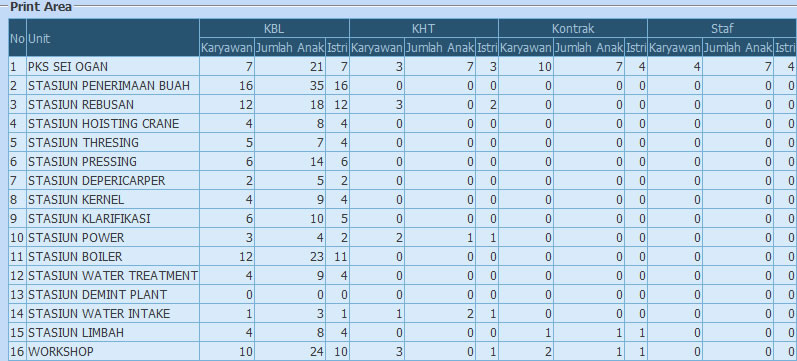 Print Area
No Unit KBL KHT Kontrak Staf
Karyawan Jumlah Anak Istri Karyawan Jumlah Anak Istri Karyawan Jumlah Anak Istri Karyawan Jumlah Anak Istri
1 PKS SEI OGAN 7 21 7 3 7 3 10 7 4 4 7 4
2 STASIUN PENERIMAAN BUAH 16 35 16 0 0 0 0 0 0 0 0 0
3 STASIUN REBUSAN 12 18 12 3 0 2 0 0 0 0 0 0
4 STASIUN HOISTING CRANE 4 8 4 0 0 0 0 0 0 0 0 0
5 STASIUN THRESING 5 7 4 0 0 0 0 0 0 0 0 0
6 STASIUN PRESSING 6 14 6 0 0 0 0 0 0 0 0 0
7 STASIUN DEPERICARPER 2 5 2 0 0 0 0 0 0 0 0 0
8 STASIUN KERNEL 4 9 4 0 0 0 0 0 0 0 0 0
9 STASIUN KLARIFIKASI 6 10 5 0 0 0 0 0 0 0 0 0
10 STASIUN POWER 3 4 2 2 1 1 0 0 0 0 0 0
11 STASIUN BOILER 12 23 11 0 0 0 0 0 0 0 0 0
12 STASIUN WATER TREATMENT 4 9 4 0 0 0 0 0 0 0 0 0
13 STASIUN DEMINT PLANT 0 0 0 0 0 0 0 0 0 0 0 0
14 STASIUN WATER INTAKE 1 3 1 1 2 1 0 0 0 0 0 0
15 STASIUN LIMBAH 4 8 4 0 0 0 1 1 1 0 0 0
16 WORKSHOP 10 24 10 3 0 1 2 1 1 0 0 0